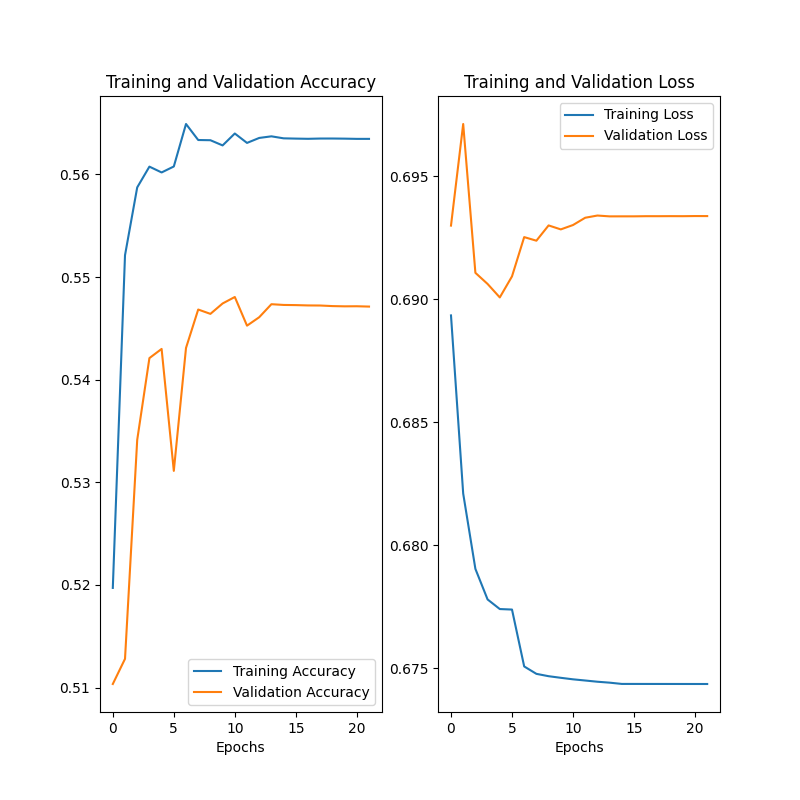 Training and Validation Accuracy
0.56
0.55
0.54
0.53
0.52
0.51
0
5
10
15
20
Epochs
Training Accuracy
Validation Accuracy
Training and Validation Loss
Training Loss
Validation Loss
0.695
0.690
0.685
0.680
0.675
0
5
10
15
20
Epochs